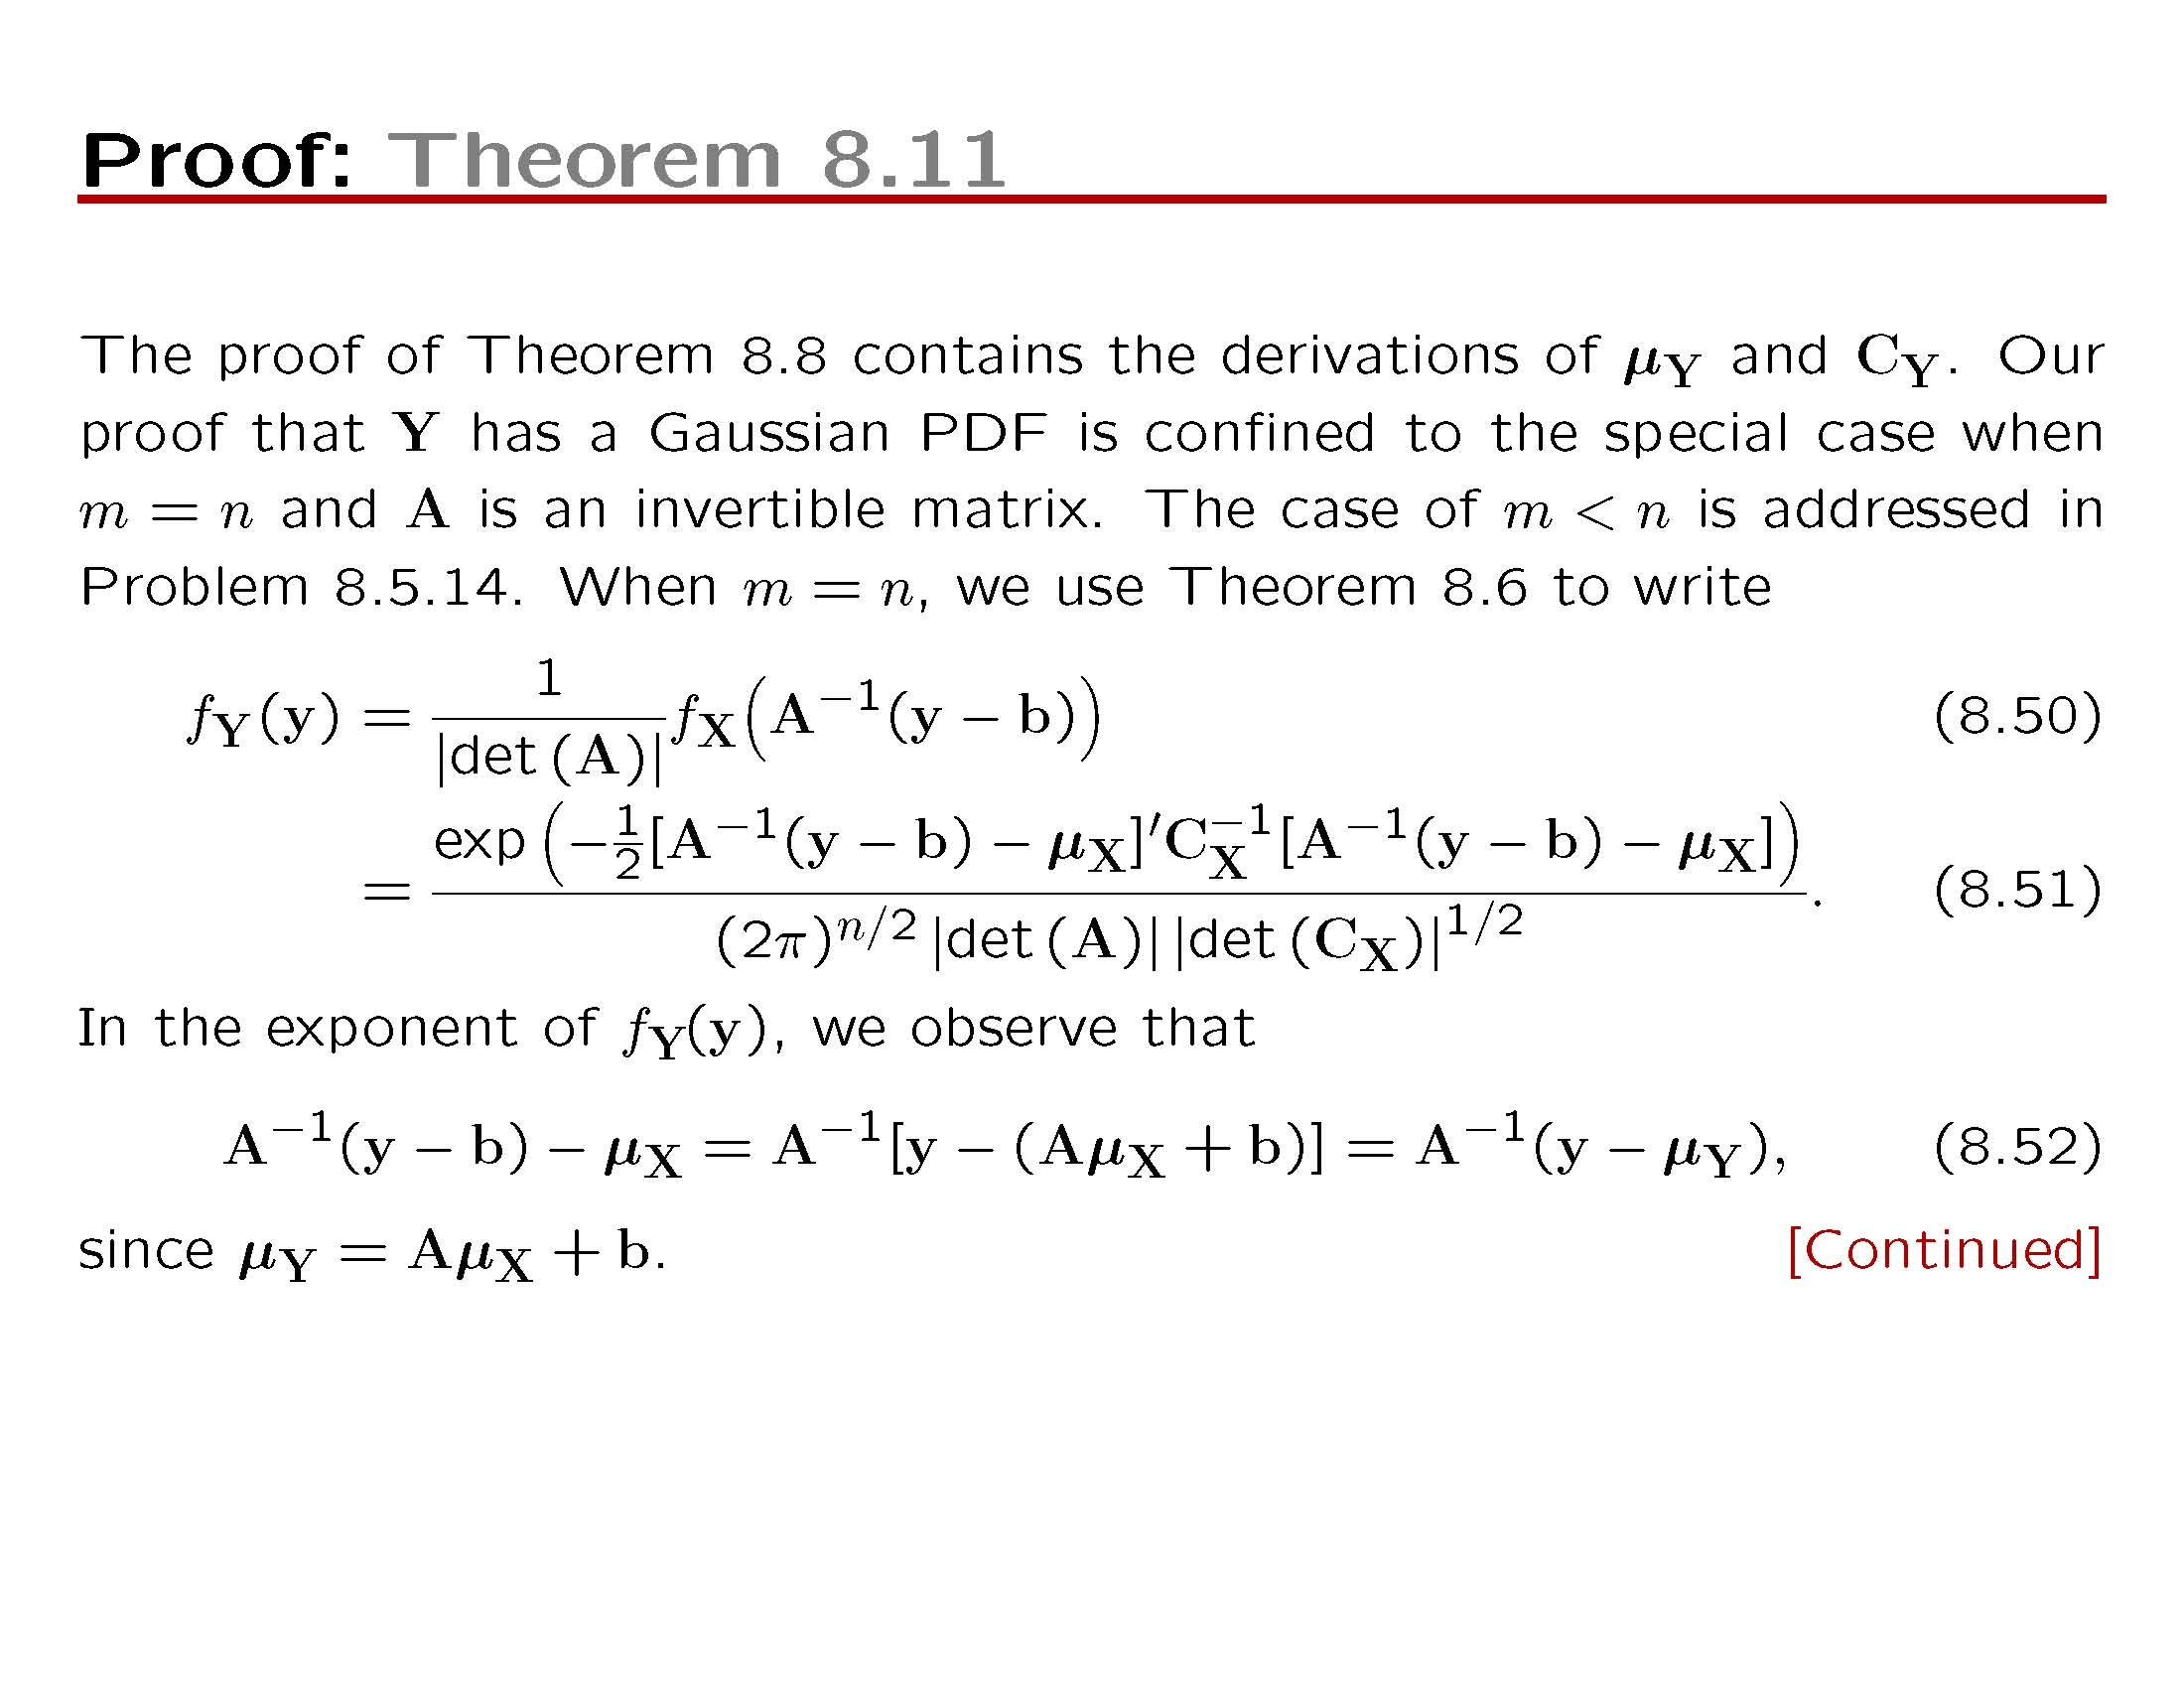 Proof: Theorem 8.11
The proof of Theorem 8.8 contains the derivations of μ_Y and C_Y. Our
proof that Y has a Gaussian PDF is confined to the special case when
m = n and A is an invertible matrix. The case of m < n is addressed in
Problem 8.5.14. When m = n, we use Theorem 8.6 to write
f_Y(y) = \frac{1}{|det (A)|} f_X(A^{-1}(y − b)) (8.50)
= \frac{exp (−\frac{1}{2}[A^{-1}(y − b) − μ_X]′C_X^{-1}[A^{-1}(y − b) − μ_X])}{(2π)^{n/2} |det (A)| |det (C_X)|^{1/2}}. (8.51)
In the exponent of f_Y(y), we observe that
A^{-1}(y − b) − μ_X = A^{-1}[y − (Aμ_X + b)] = A^{-1}(y − μ_Y), (8.52)
since μ_Y = Aμ_X + b. [Continued]